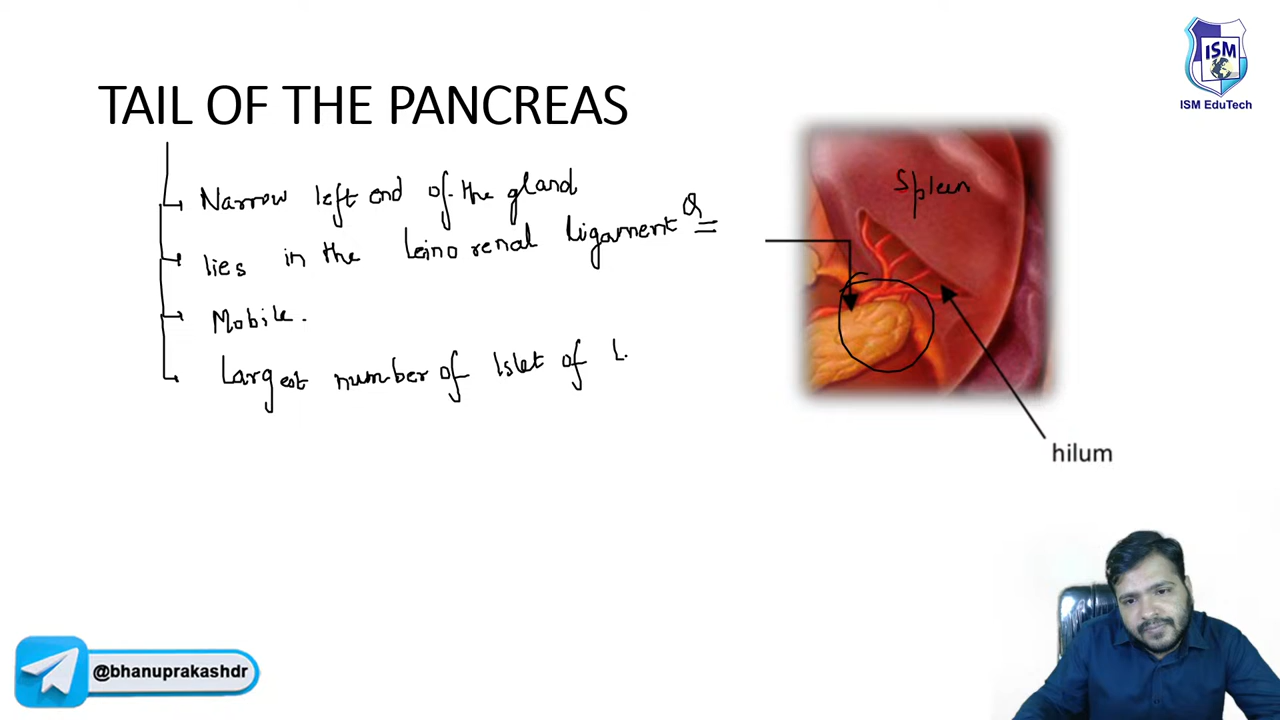 ISM
ISM EduTech
TAIL OF THE PANCREAS
Narrow left end of the gland
lies in the leino renal ligament Q
Mobile.
Largest number of Islet of L
Spleen
hilum
@bhanuprakashdr